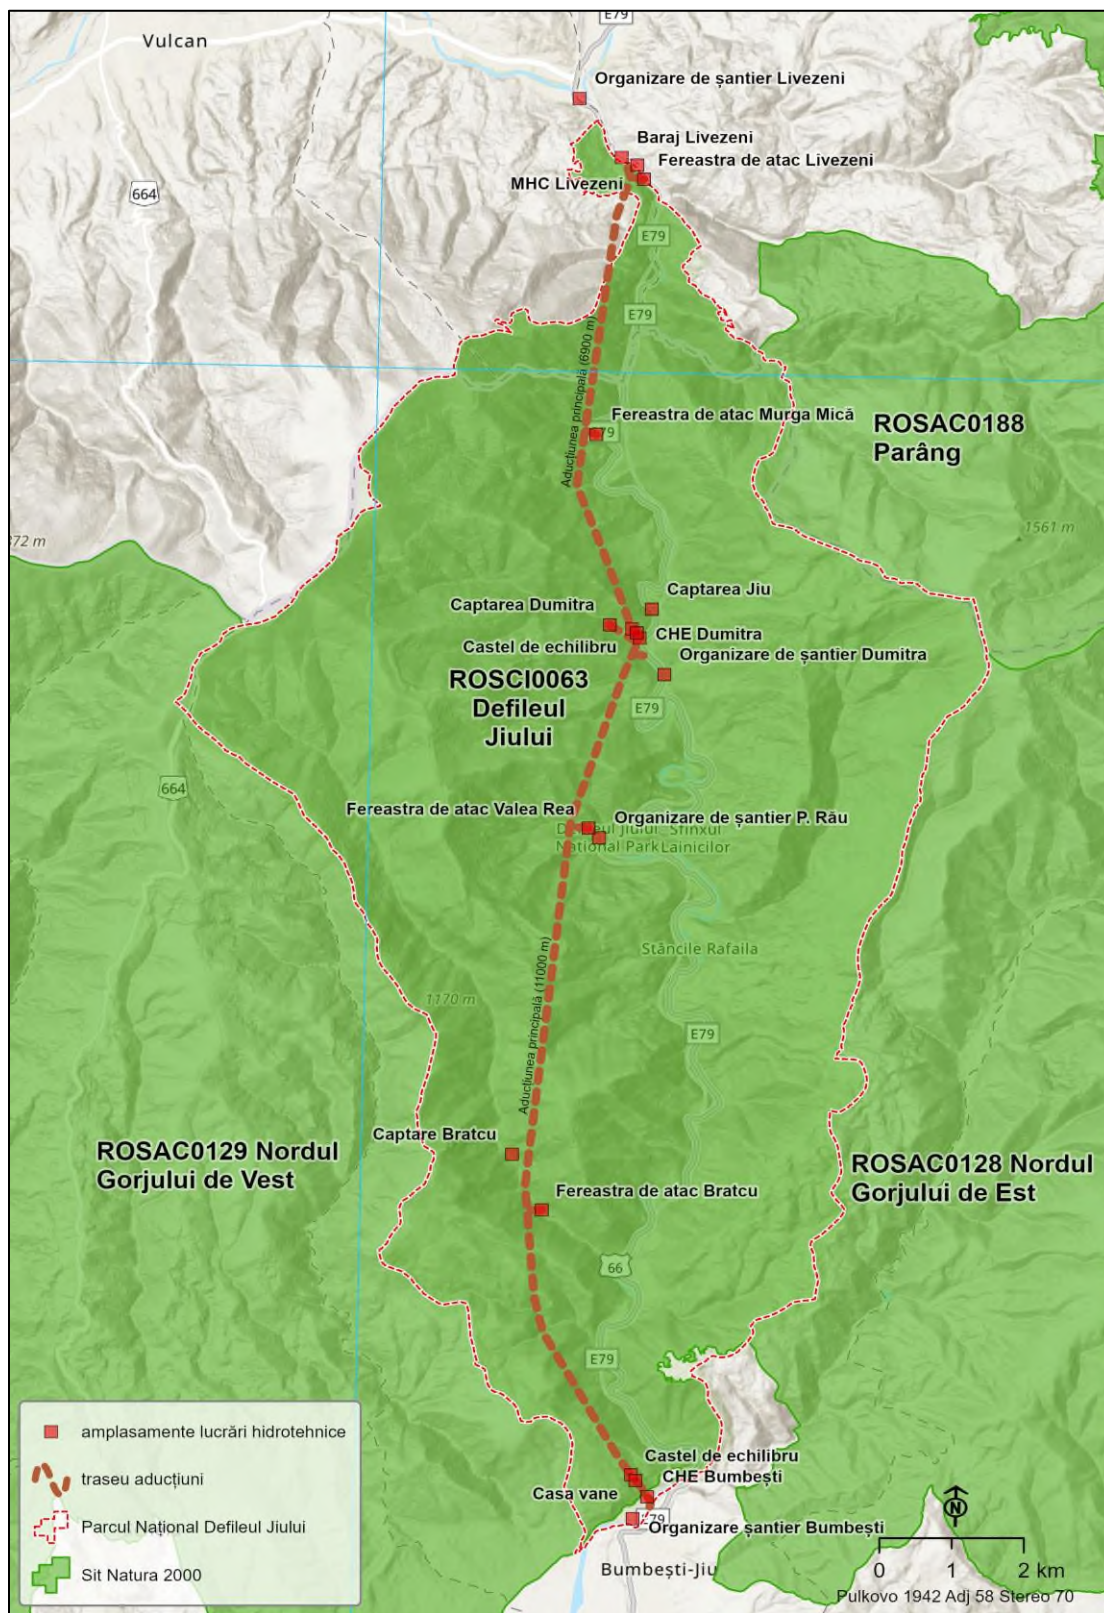 E79
Vulcan
Organizare de șantier Livezeni
Baraj Livezeni
Fereastra de atac Livezeni
MHC Livezeni
664
E79
E79
Aducțiunea principală (6900 m)
Fereastra de atac Murga Mică
E79
ROSAC0188
Parâng
1561 m
Captarea Jiu
Captarea Dumitra
CHE Dumitra
Castel de echilibru
Organizare de șantier Dumitra
ROSCI0063
Defileul
Jiului
E79
664
Fereastra de atac Valea Rea
Organizare de șantier P. Rău
Defileul Jiului
National Park
Sfinxul
Lainicilor
Stâncile Rafaila
1170 m
Aducțiunea principală (11000 m)
E79
Captare Bratcu
ROSAC0129 Nordul
Gorjului de Vest
ROSAC0128 Nordul
Gorjului de Est
Fereastra de atac Bratcu
66
E79
Castel de echilibru
CHE Bumbești
Casa vane
E79
Organizare șantier Bumbești
Bumbești-Jiu
amplasamente lucrări hidrotehnice
traseu aducțiuni
Parcul Național Defileul Jiului
Sit Natura 2000
N
0 1 2 km
Pulkovo 1942 Adj 58 Stereo 70